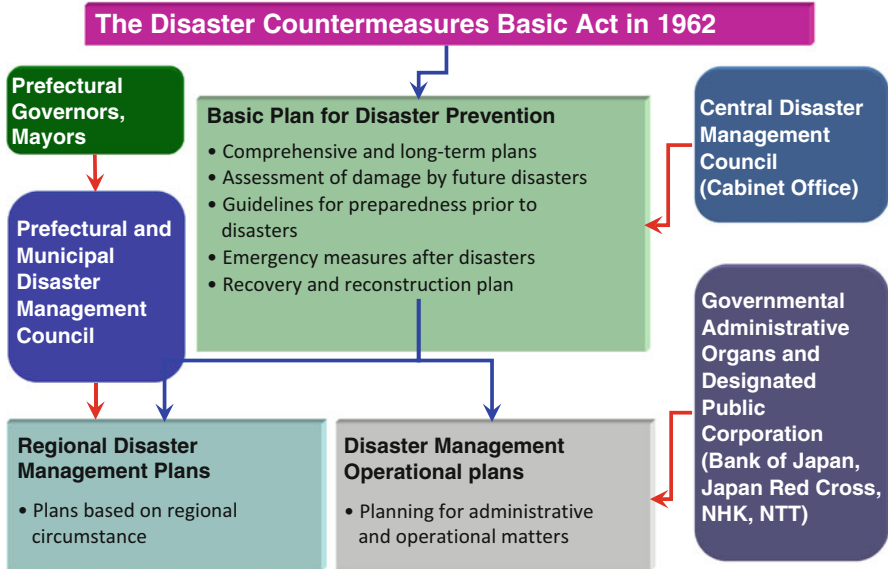 The Disaster Countermeasures Basic Act in 1962
Prefectural
Governors,
Mayors
Prefectural and
Municipal
Disaster
Management
Council
Basic Plan for Disaster Prevention
• Comprehensive and long-term plans
• Assessment of damage by future disasters
• Guidelines for preparedness prior to
disasters
• Emergency measures after disasters
• Recovery and reconstruction plan
Central Disaster
Management
Council
(Cabinet Office)
Governmental
Administrative
Organs and
Designated
Public
Corporation
(Bank of Japan,
Japan Red Cross,
NHK, NTT)
Regional Disaster
Management Plans
• Plans based on regional
circumstance
Disaster Management
Operational plans
• Planning for administrative
and operational matters